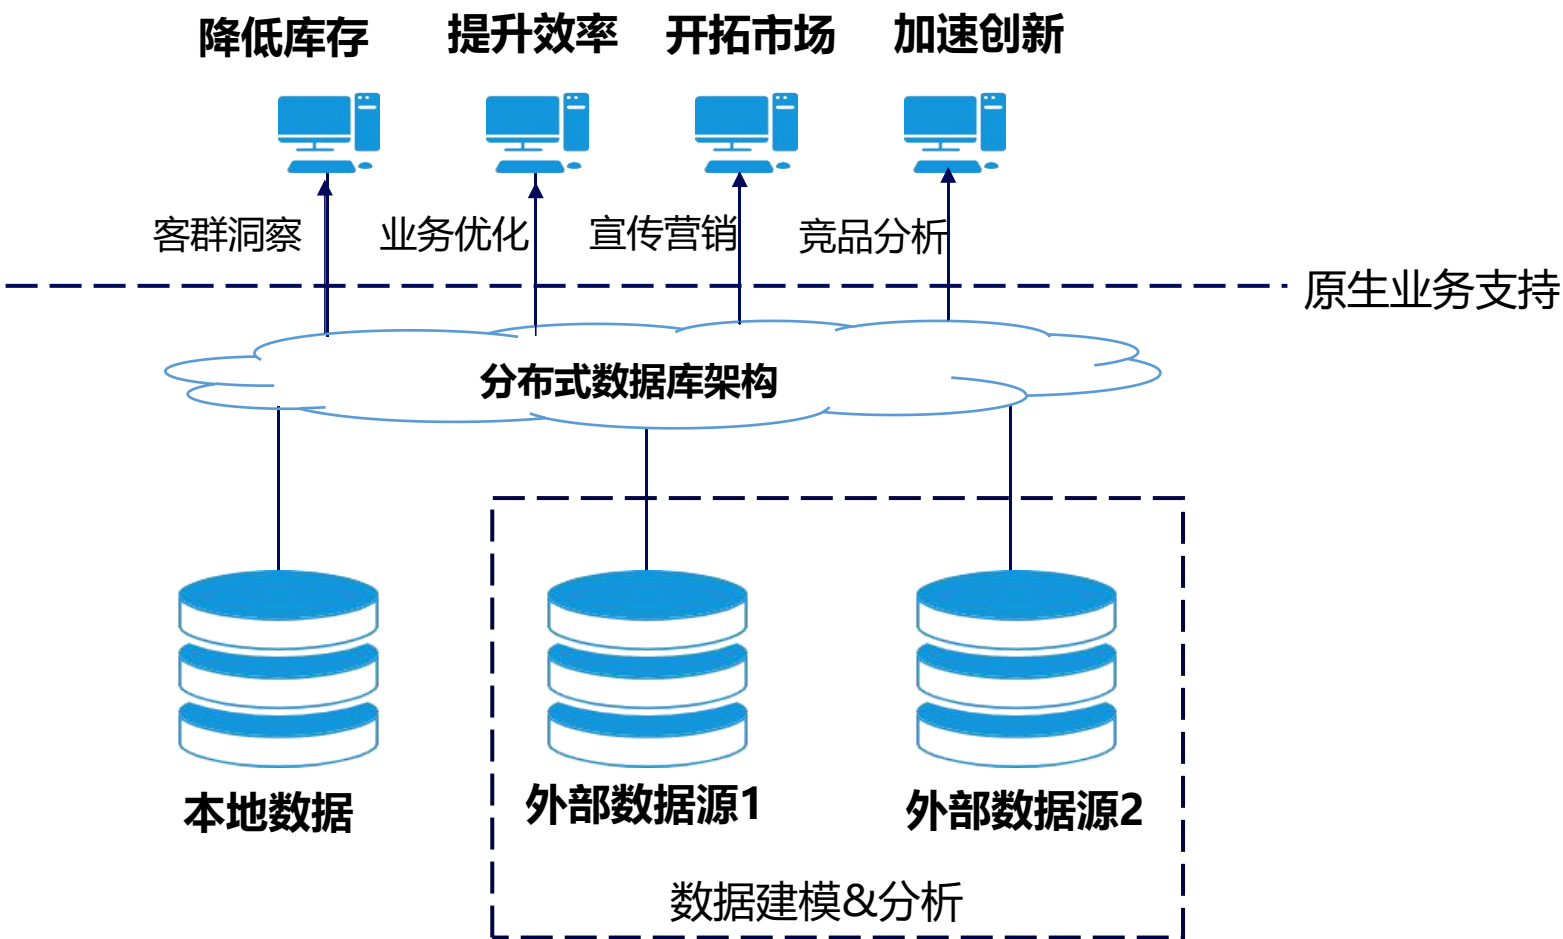 降低库存
提升效率
开拓市场
加速创新
客群洞察
业务优化
宣传营销
竞品分析
原生业务支持
分布式数据库架构
本地数据
外部数据源1
外部数据源2
数据建模&分析